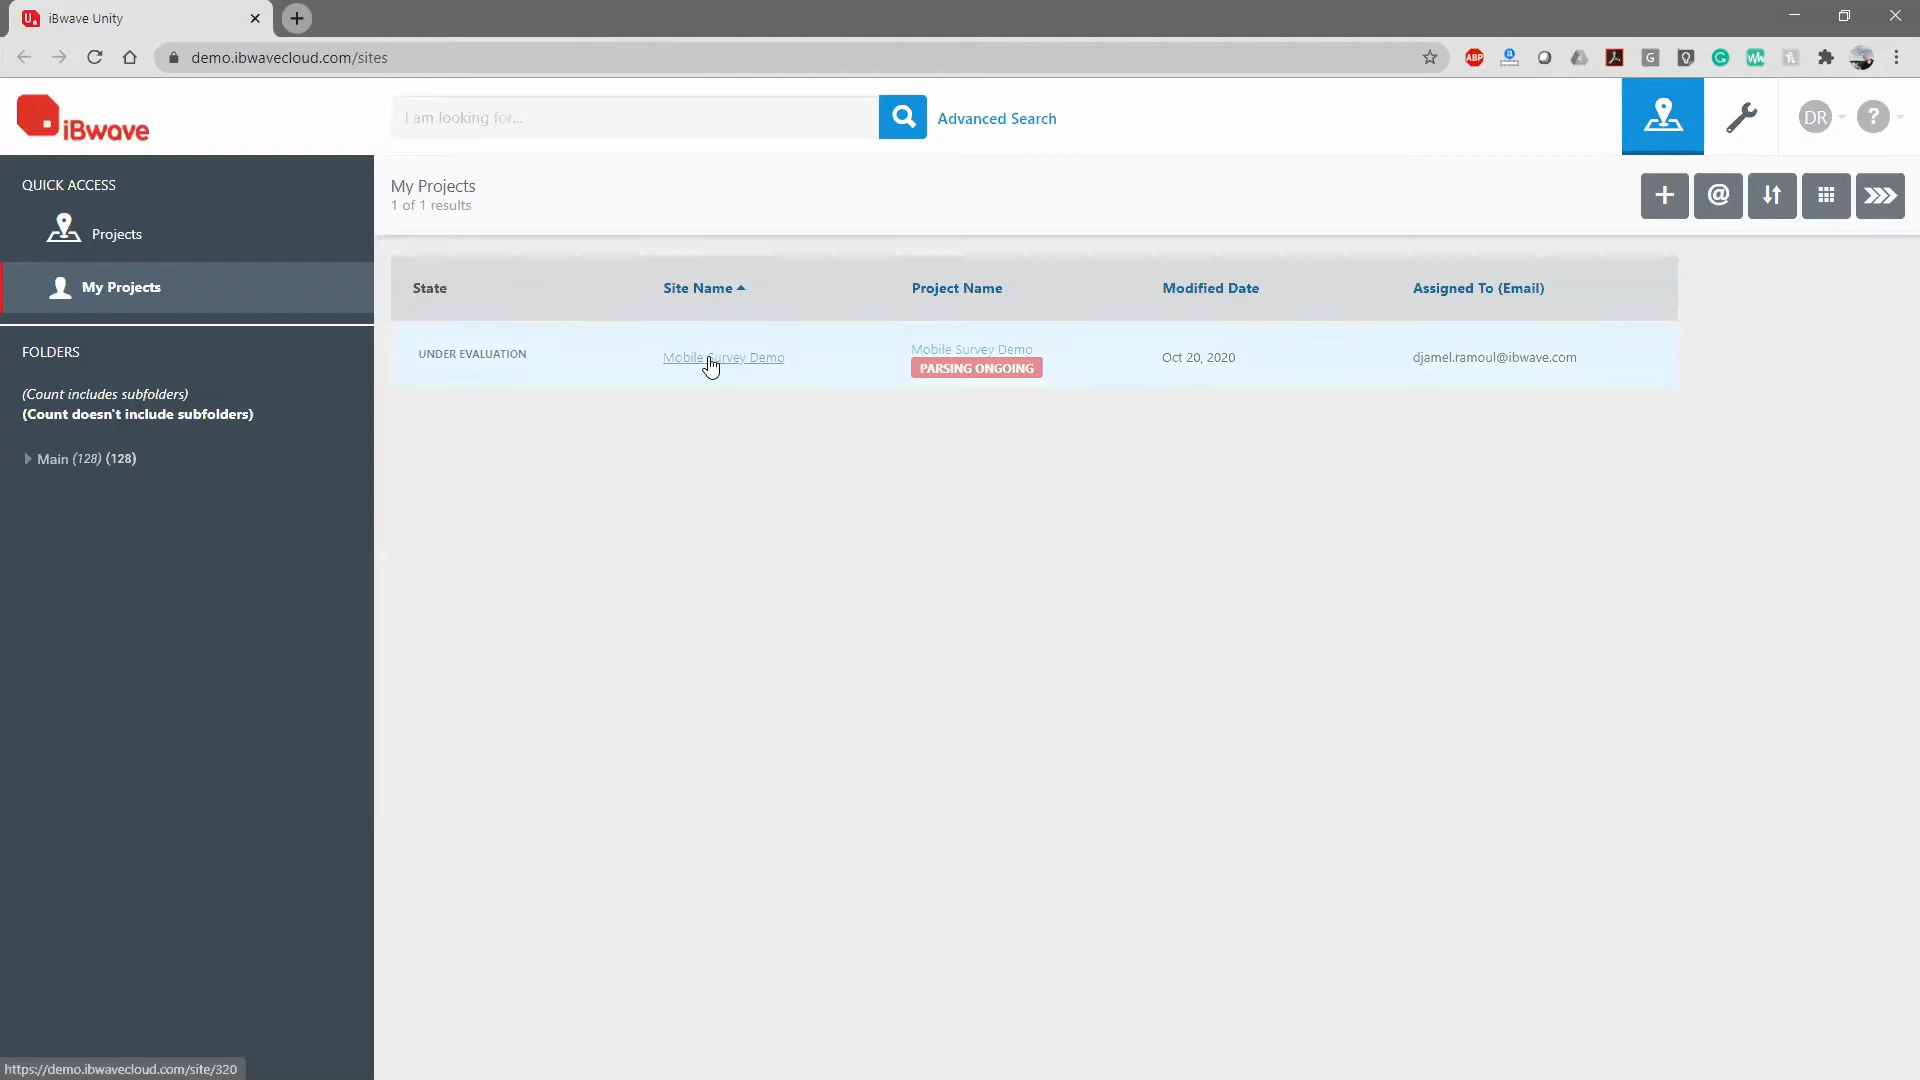 iBwave Unity
demo.ibwavecloud.com/sites
iBwave
I am looking for...
Advanced Search
DR
?
QUICK ACCESS
Projects
My Projects
FOLDERS
(Count includes subfolders)
(Count doesn't include subfolders)
Main (128) (128)
My Projects
1 of 1 results
State Site Name Project Name Modified Date Assigned To (Email)
UNDER EVALUATION Mobile Survey Demo Mobile Survey Demo Oct 20, 2020 djamel.ramoul@ibwave.com
PARSING ONGOING
https://demo.ibwavecloud.com/site/320